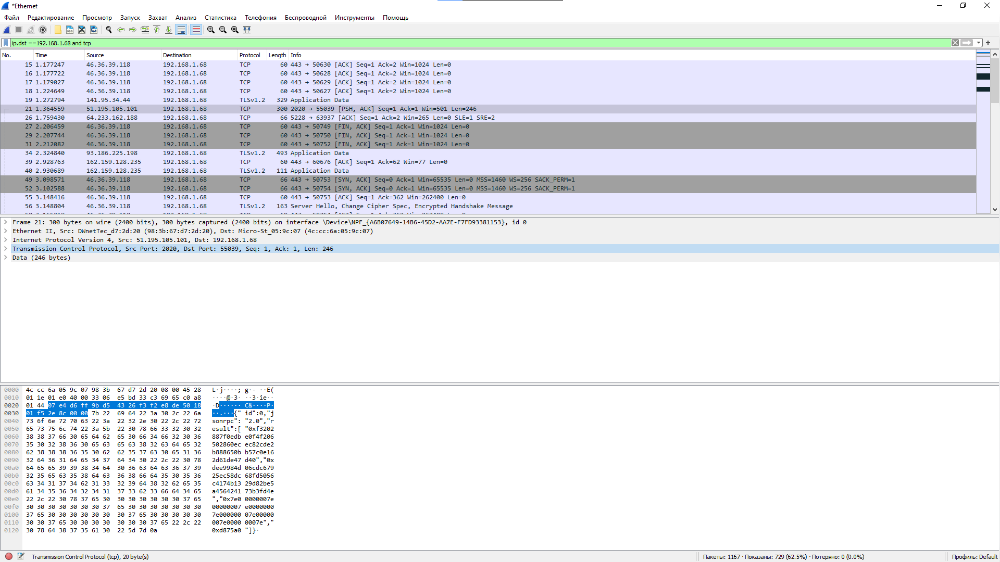 *Ethernet
Файл Редактирование Просмотр Запуск Захват Анализ Статистика Телефония Беспроводной Инструменты Помощь
ip.dst ==192.168.1.68 and tcp
No. Time Source Destination Protocol Length Info
15 1.177247 46.36.39.118 192.168.1.68 TCP 60 443 → 50630 [ACK] Seq=1 Ack=2 Win=1024 Len=0
16 1.177722 46.36.39.118 192.168.1.68 TCP 60 443 → 50628 [ACK] Seq=1 Ack=2 Win=1024 Len=0
17 1.179027 46.36.39.118 192.168.1.68 TCP 60 443 → 50629 [ACK] Seq=1 Ack=2 Win=1024 Len=0
18 1.224649 46.36.39.118 192.168.1.68 TCP 60 443 → 50627 [ACK] Seq=1 Ack=2 Win=1024 Len=0
19 1.272794 141.95.34.44 192.168.1.68 TLSv1.2 329 Application Data
21 1.364559 51.195.105.101 192.168.1.68 TCP 300 2020 → 55039 [PSH, ACK] Seq=1 Ack=1 Win=501 Len=246
26 1.759430 64.233.162.188 192.168.1.68 TCP 66 5228 → 63937 [ACK] Seq=1 Ack=2 Win=265 Len=0 SLE=1 SRE=2
27 2.206459 46.36.39.118 192.168.1.68 TCP 60 443 → 50749 [FIN, ACK] Seq=1 Ack=1 Win=1024 Len=0
29 2.207744 46.36.39.118 192.168.1.68 TCP 60 443 → 50750 [FIN, ACK] Seq=1 Ack=1 Win=1024 Len=0
31 2.212082 46.36.39.118 192.168.1.68 TCP 60 443 → 50752 [FIN, ACK] Seq=1 Ack=1 Win=1024 Len=0
34 2.324840 93.186.225.198 192.168.1.68 TLSv1.2 493 Application Data
39 2.928763 162.159.128.235 192.168.1.68 TCP 60 443 → 60676 [ACK] Seq=1 Ack=62 Win=77 Len=0
40 2.930689 162.159.128.235 192.168.1.68 TLSv1.2 111 Application Data
49 3.098571 46.36.39.118 192.168.1.68 TCP 66 443 → 50753 [SYN, ACK] Seq=0 Ack=1 Win=65535 Len=0 MSS=1460 WS=256 SACK_PERM=1
52 3.102588 46.36.39.118 192.168.1.68 TCP 66 443 → 50754 [SYN, ACK] Seq=0 Ack=1 Win=65535 Len=0 MSS=1460 WS=256 SACK_PERM=1
55 3.148416 46.36.39.118 192.168.1.68 TCP 60 443 → 50753 [ACK] Seq=1 Ack=362 Win=262400 Len=0
56 3.148804 46.36.39.118 192.168.1.68 TLSv1.2 163 Server Hello, Change Cipher Spec, Encrypted Handshake Message
Frame 21: 300 bytes on wire (2400 bits), 300 bytes captured (2400 bits) on interface \Device\NPF_{A6B07649-14B6-45D2-AA7E-F7FD93381153}, id 0
Ethernet II, Src: DWnetTec_d7:2d:20 (98:3b:67:d7:2d:20), Dst: Micro-St_05:9c:07 (4c:cc:6a:05:9c:07)
Internet Protocol Version 4, Src: 51.195.105.101, Dst: 192.168.1.68
Transmission Control Protocol, Src Port: 2020, Dst Port: 55039, Seq: 1, Ack: 1, Len: 246
Data (246 bytes)
0000 4c cc 6a 05 9c 07 98 3b 67 d7 2d 20 08 00 45 28 L·j····; g·- ··E(
0010 01 1e 01 e0 40 00 33 06 e5 bd 33 c3 69 65 c0 a8 ····@·3· ··3·ie··
0020 01 44 07 e4 d6 ff 9b d5 43 26 f3 f2 e8 de 50 18 ·D······ C&····P·
0030 01 f5 2e 8c 00 00 7b 22 69 64 22 3a 30 2c 22 6a ··.···{" id":0,"j
0040 73 6f 6e 72 70 63 22 3a 22 32 2e 30 22 2c 22 72 sonrpc": "2.0","r
0050 65 73 75 6c 74 22 3a 5b 22 30 78 66 33 32 30 32 esult":[ "0xf3202
0060 38 38 37 66 30 65 64 62 65 30 66 34 66 32 30 36 887f0edb e0f4f206
0070 35 30 32 38 36 30 65 63 65 63 38 32 63 64 65 32 502860ec ec82cde2
0080 62 38 38 38 36 35 30 62 62 35 37 63 30 65 31 36 b888650b b57c0e16
0090 32 64 36 31 64 65 34 37 64 34 30 22 2c 22 30 78 2d61de47 d40","0x
00a0 64 65 65 39 39 38 34 64 30 36 63 64 63 36 37 39 dee9984d 06cdc679
00b0 32 35 65 63 35 38 64 63 36 38 66 64 35 30 35 36 25ec58dc 68fd5056
00c0 63 34 31 37 34 62 31 33 32 39 64 38 32 62 65 35 c4174b13 29d82be5
00d0 61 34 35 36 34 32 34 31 37 33 62 33 66 64 34 65 a4564241 73b3fd4e
00e0 22 2c 22 30 78 37 65 30 30 30 30 30 30 30 37 65 ","0x7e0 0000007e
00f0 30 30 30 30 30 30 30 37 65 30 30 30 30 30 30 30 00000007 e0000000
0100 37 65 30 30 30 30 30 30 30 37 65 30 30 30 30 30 7e000000 07e00000
0110 30 30 37 65 30 30 30 30 30 30 30 37 65 22 2c 22 007e0000 0007e","
0120 30 78 64 38 37 35 61 30 22 5d 7d 0a 0xd875a0 "]}·
Transmission Control Protocol (tcp), 20 byte(s) Пакеты: 1167 · Показаны: 729 (62.5%) · Потеряно: 0 (0.0%) Профиль: Default